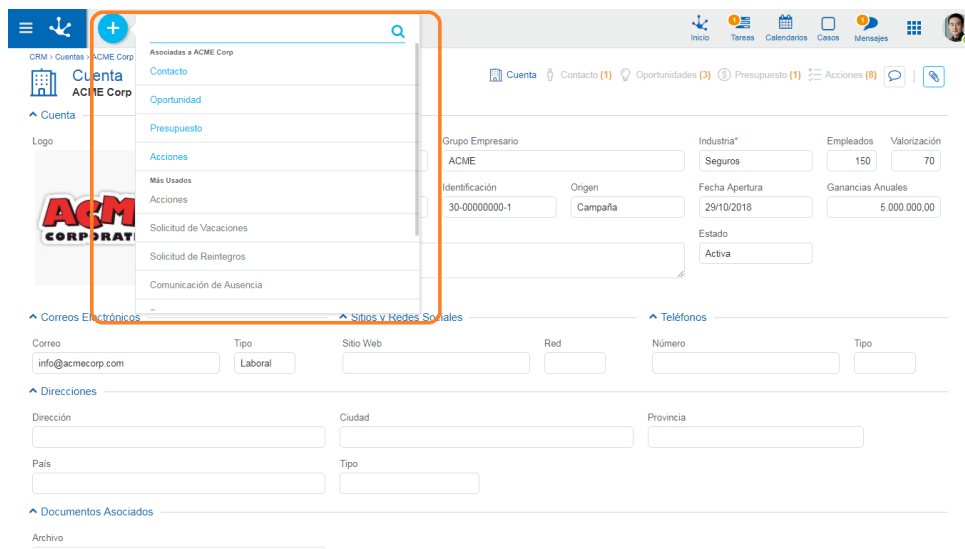 1
1
Inicio
Tareas
Calendarios
Casos
Mensajes
CRM › Cuentas › ACME Corp
Cuenta
ACME Corp
Asociadas a ACME Corp
Contacto
Oportunidad
Presupuesto
Acciones
Más Usados
Acciones
Solicitud de Vacaciones
Solicitud de Reintegros
Comunicación de Ausencia
Cuenta
Contacto (1)
Oportunidades (3)
Presupuesto (1)
Acciones (8)
Cuenta
Logo
ACM
CORPORATI
Grupo Empresario
Industria*
Empleados
Valorización
ACME
Seguros
150
70
Identificación
Origen
Fecha Apertura
Ganancias Anuales
30-00000000-1
Campaña
29/10/2018
5.000.000,00
Estado
Activa
Correos Electrónicos
Sitios y Redes Sociales
Teléfonos
Correo
Tipo
Sitio Web
Red
Número
Tipo
info@acmecorp.com
Laboral
Direcciones
Dirección
Ciudad
Provincia
País
Tipo
Documentos Asociados
Archivo